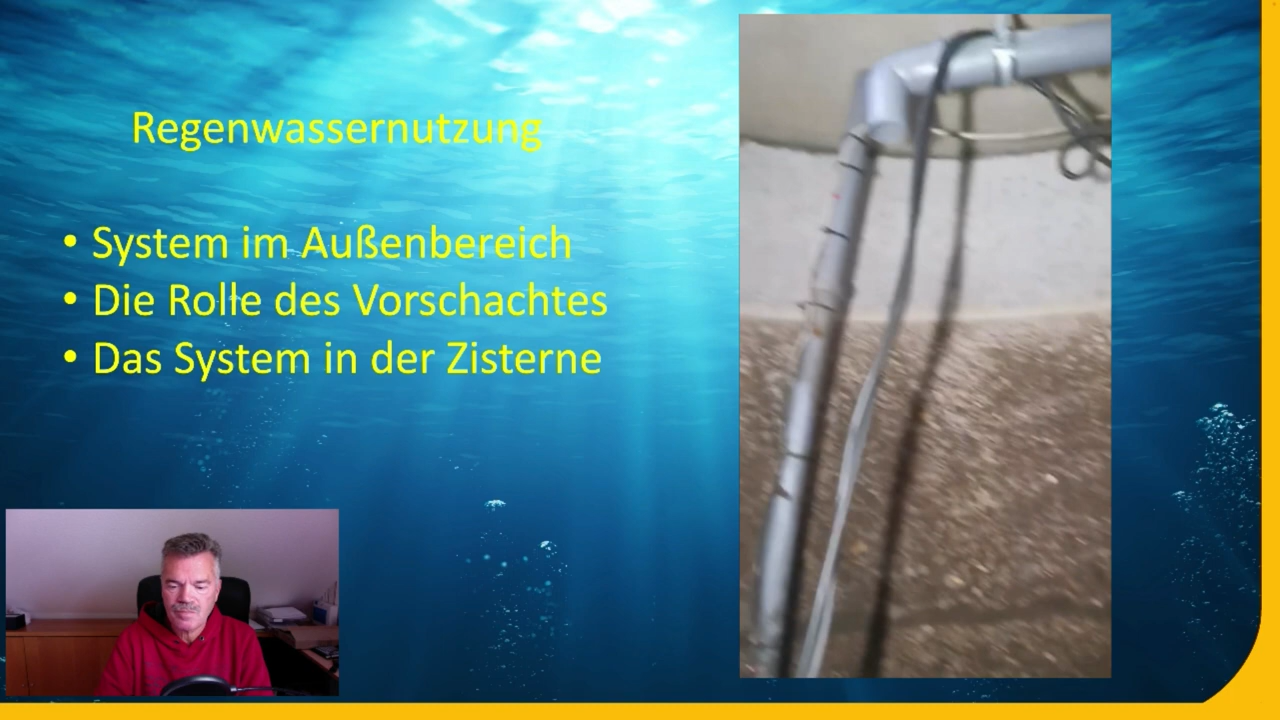 Regenwassernutzung
• System im Außenbereich
• Die Rolle des Vorschachtes
• Das System in der Zisterne